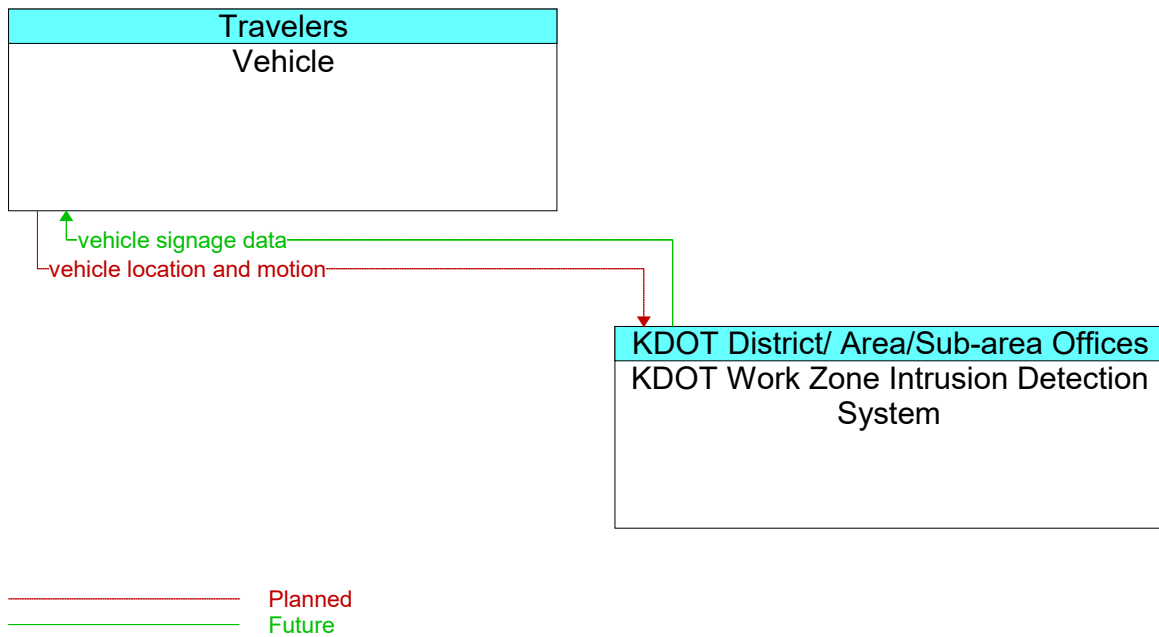 Travelers
Vehicle
vehicle signage data
vehicle location and motion
KDOT District/ Area/Sub-area Offices
KDOT Work Zone Intrusion Detection
System
Planned
Future